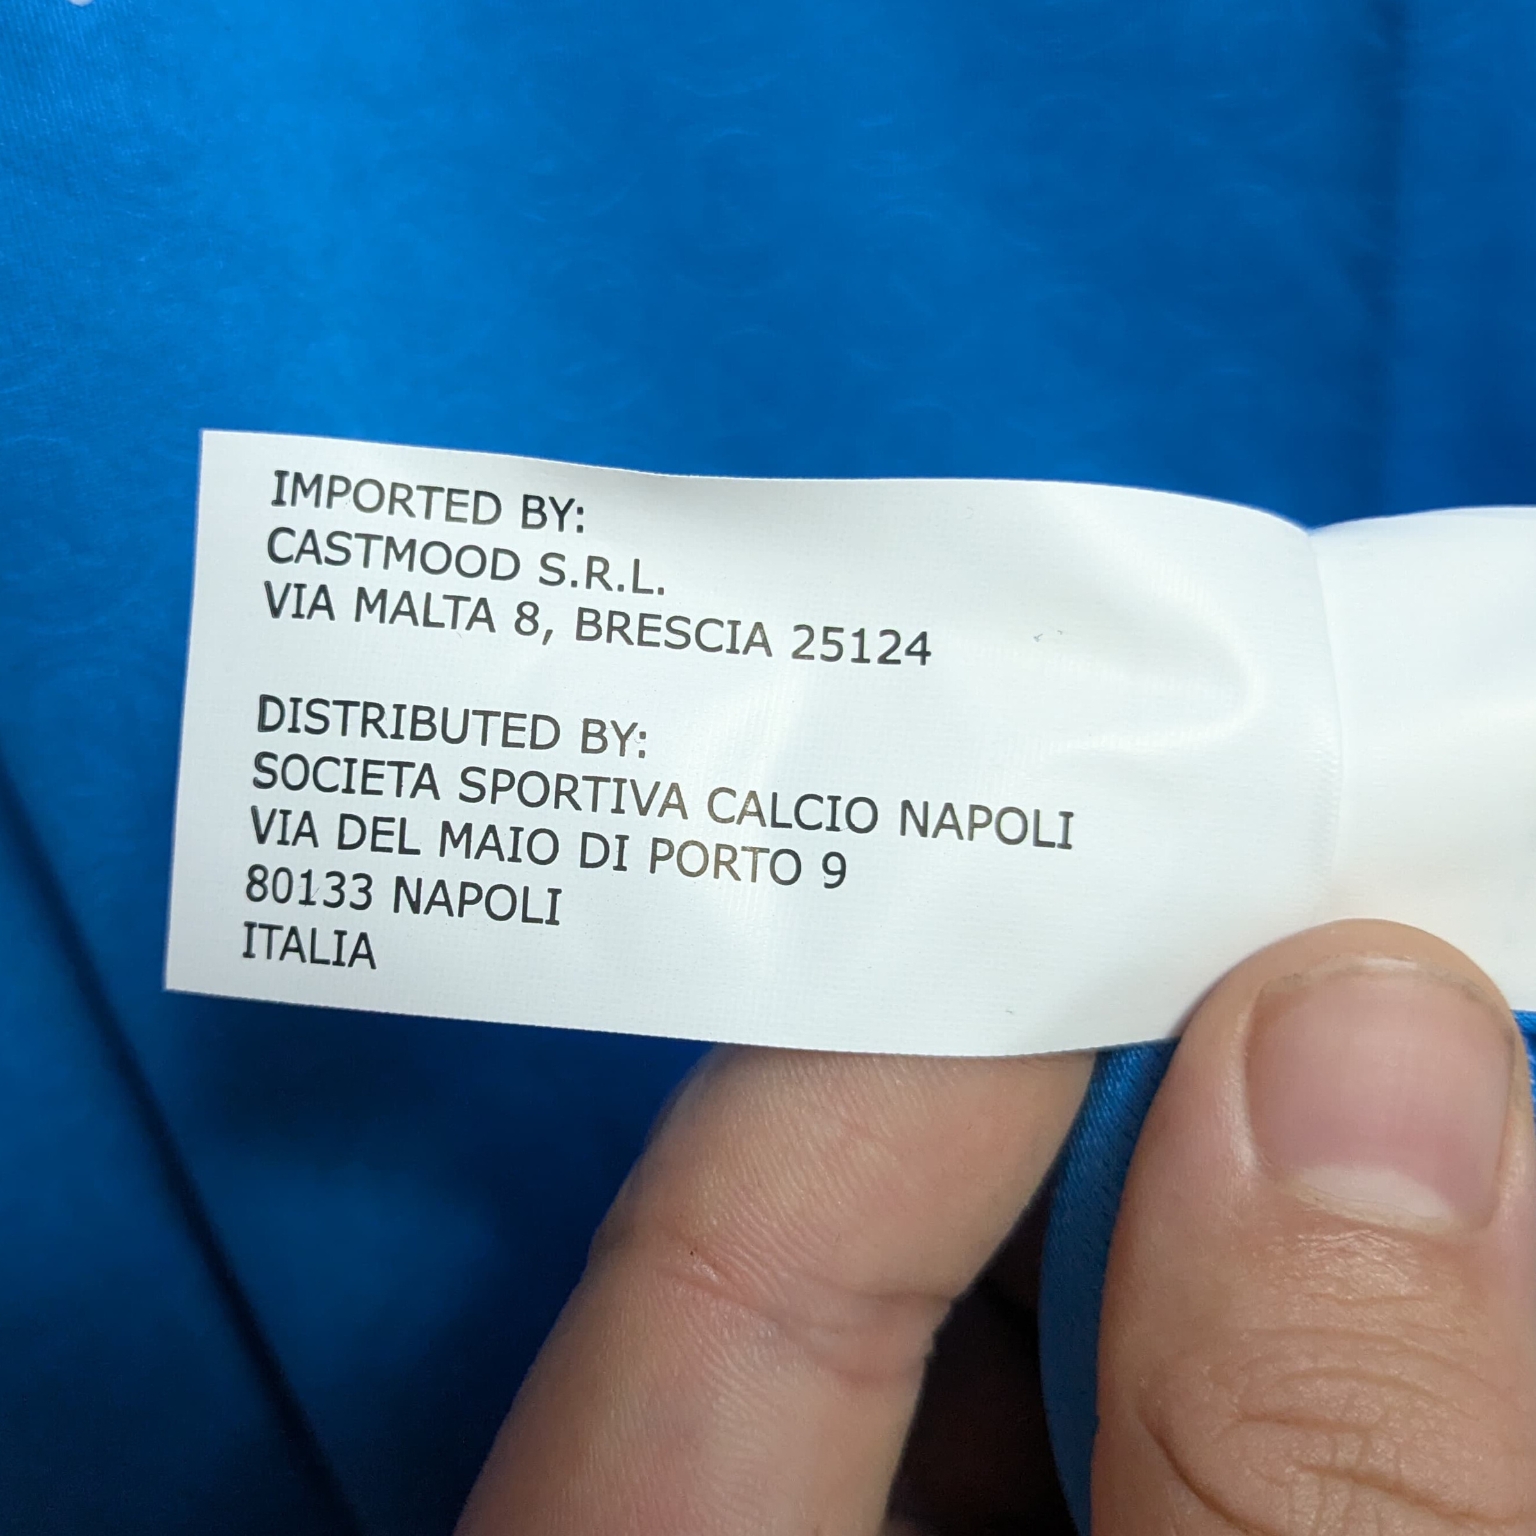 IMPORTED BY:
CASTMOOD S.R.L.
VIA MALTA 8, BRESCIA 25124
DISTRIBUTED BY:
SOCIETA SPORTIVA CALCIO NAPOLI
VIA DEL MAIO DI PORTO 9
80133 NAPOLI
ITALIA